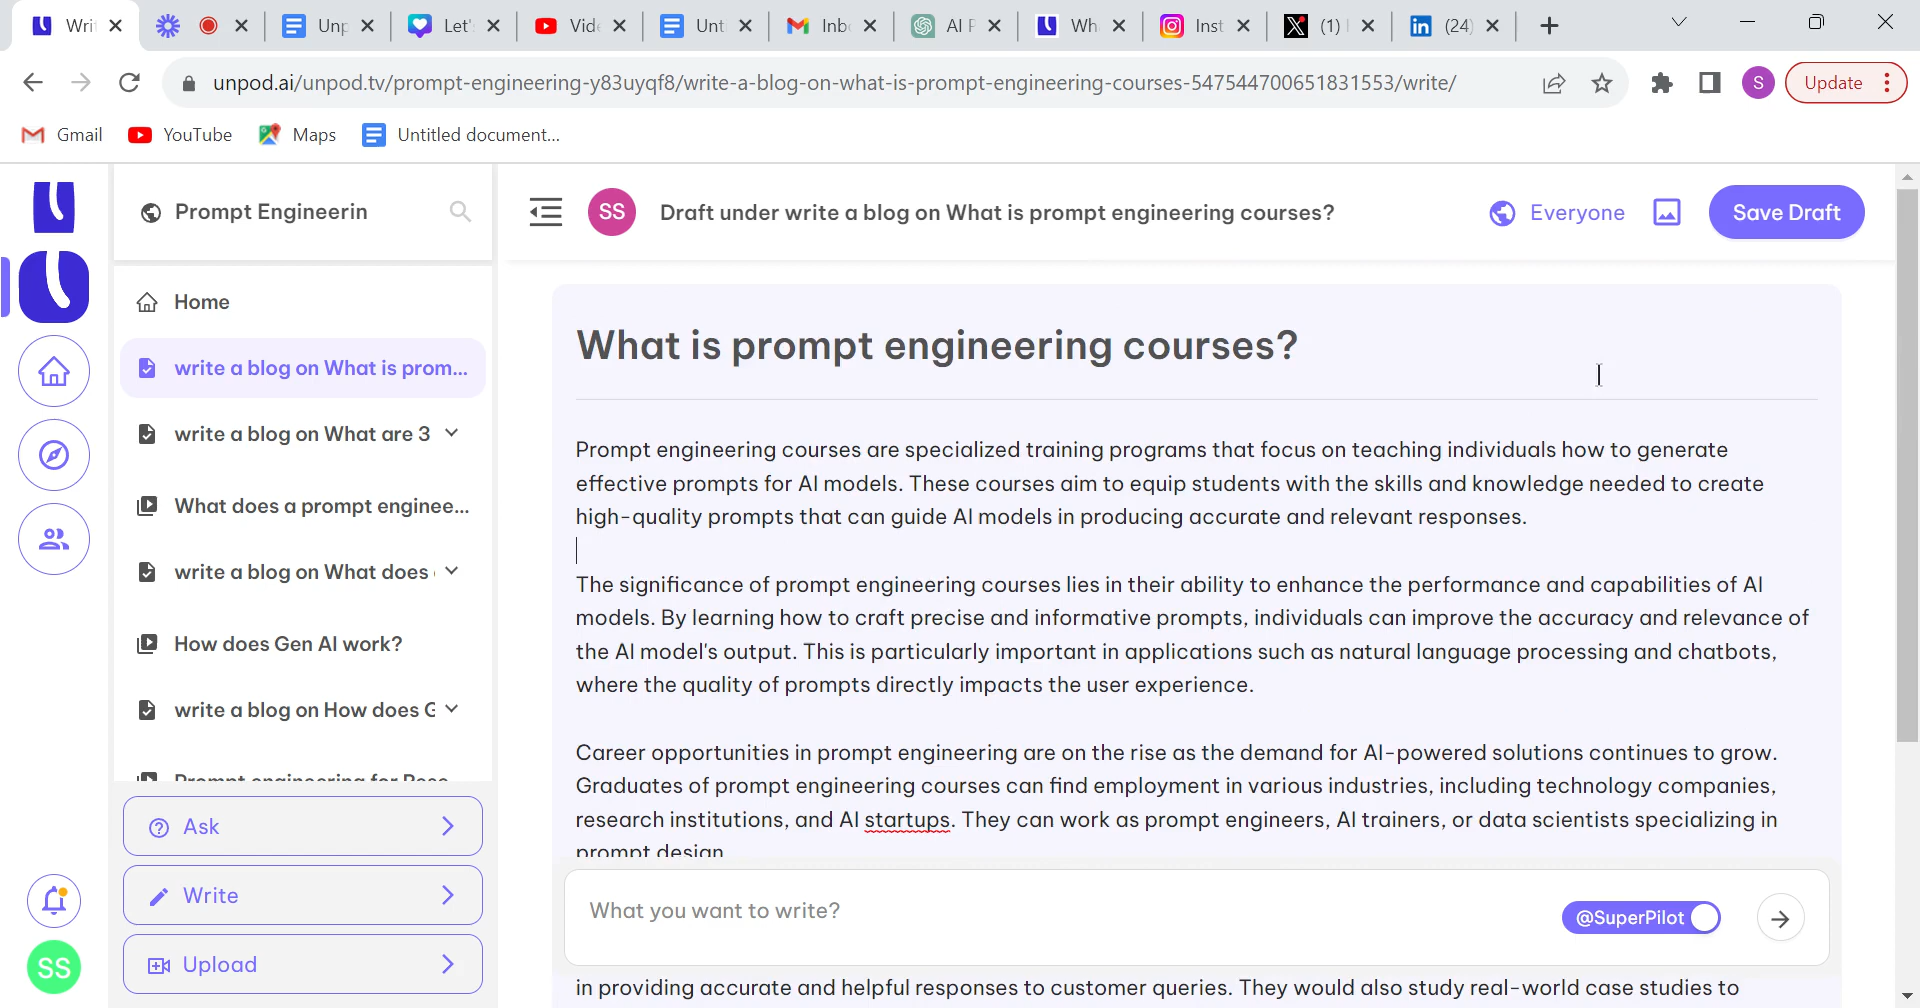 Wri
Unp
Let'
Vid
Unt
Inb
AI P
Wh
Inst
(1)
(24)
unpod.ai/unpod.tv/prompt-engineering-y83uyqf8/write-a-blog-on-what-is-prompt-engineering-courses-547544700651831553/write/
S
Update
Gmail
YouTube
Maps
Untitled document...
Prompt Engineerin
SS
Draft under write a blog on What is prompt engineering courses?
Everyone
Save Draft
Home
write a blog on What is prom...
write a blog on What are 3
What does a prompt enginee...
write a blog on What does
How does Gen AI work?
write a blog on How does G
Prompt engineering for Rese
Ask
Write
Upload
SS
What is prompt engineering courses?
Prompt engineering courses are specialized training programs that focus on teaching individuals how to generate
effective prompts for AI models. These courses aim to equip students with the skills and knowledge needed to create
high-quality prompts that can guide AI models in producing accurate and relevant responses.
The significance of prompt engineering courses lies in their ability to enhance the performance and capabilities of AI
models. By learning how to craft precise and informative prompts, individuals can improve the accuracy and relevance of
the AI model's output. This is particularly important in applications such as natural language processing and chatbots,
where the quality of prompts directly impacts the user experience.
Career opportunities in prompt engineering are on the rise as the demand for AI-powered solutions continues to grow.
Graduates of prompt engineering courses can find employment in various industries, including technology companies,
research institutions, and AI startups. They can work as prompt engineers, AI trainers, or data scientists specializing in
prompt design
What you want to write?
@SuperPilot
in providing accurate and helpful responses to customer queries. They would also study real-world case studies to